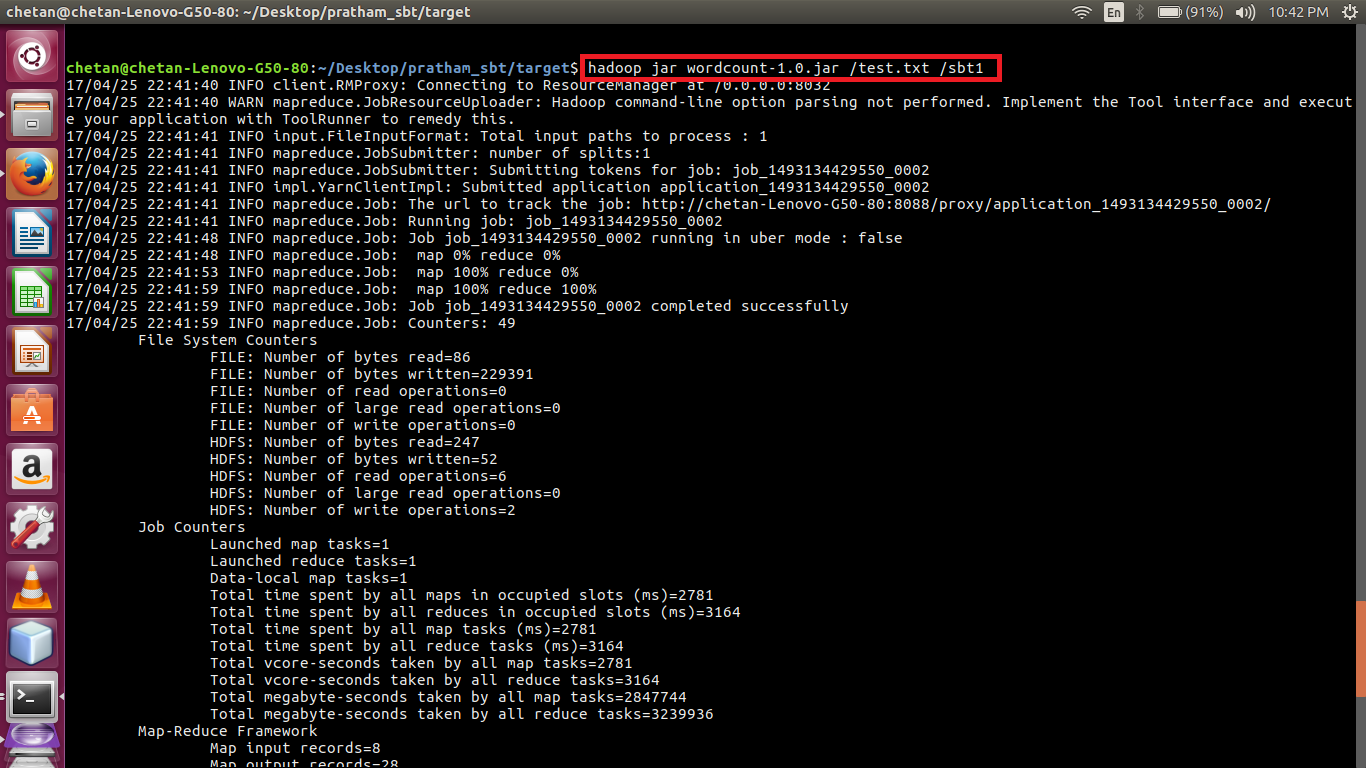 chetan@chetan-Lenovo-G50-80: ~/Desktop/pratham_sbt/target
En
(91%)
10:42 PM
chetan@chetan-Lenovo-G50-80:~/Desktop/pratham_sbt/target$ hadoop jar wordcount-1.0.jar /test.txt /sbt1
17/04/25 22:41:40 INFO client.RMProxy: Connecting to ResourceManager at /0.0.0.0:8032
17/04/25 22:41:40 WARN mapreduce.JobResourceUploader: Hadoop command-line option parsing not performed. Implement the Tool interface and execut
e your application with ToolRunner to remedy this.
17/04/25 22:41:41 INFO input.FileInputFormat: Total input paths to process : 1
17/04/25 22:41:41 INFO mapreduce.JobSubmitter: number of splits:1
17/04/25 22:41:41 INFO mapreduce.JobSubmitter: Submitting tokens for job: job_1493134429550_0002
17/04/25 22:41:41 INFO impl.YarnClientImpl: Submitted application application_1493134429550_0002
17/04/25 22:41:41 INFO mapreduce.Job: The url to track the job: http://chetan-Lenovo-G50-80:8088/proxy/application_1493134429550_0002/
17/04/25 22:41:41 INFO mapreduce.Job: Running job: job_1493134429550_0002
17/04/25 22:41:48 INFO mapreduce.Job: Job job_1493134429550_0002 running in uber mode : false
17/04/25 22:41:48 INFO mapreduce.Job:  map 0% reduce 0%
17/04/25 22:41:53 INFO mapreduce.Job:  map 100% reduce 0%
17/04/25 22:41:59 INFO mapreduce.Job:  map 100% reduce 100%
17/04/25 22:41:59 INFO mapreduce.Job: Job job_1493134429550_0002 completed successfully
17/04/25 22:41:59 INFO mapreduce.Job: Counters: 49
File System Counters
FILE: Number of bytes read=86
FILE: Number of bytes written=229391
FILE: Number of read operations=0
FILE: Number of large read operations=0
FILE: Number of write operations=0
HDFS: Number of bytes read=247
HDFS: Number of bytes written=52
HDFS: Number of read operations=6
HDFS: Number of large read operations=0
HDFS: Number of write operations=2
Job Counters
Launched map tasks=1
Launched reduce tasks=1
Data-local map tasks=1
Total time spent by all maps in occupied slots (ms)=2781
Total time spent by all reduces in occupied slots (ms)=3164
Total time spent by all map tasks (ms)=2781
Total time spent by all reduce tasks (ms)=3164
Total vcore-seconds taken by all map tasks=2781
Total vcore-seconds taken by all reduce tasks=3164
Total megabyte-seconds taken by all map tasks=2847744
Total megabyte-seconds taken by all reduce tasks=3239936
Map-Reduce Framework
Map input records=8
Map output records=28